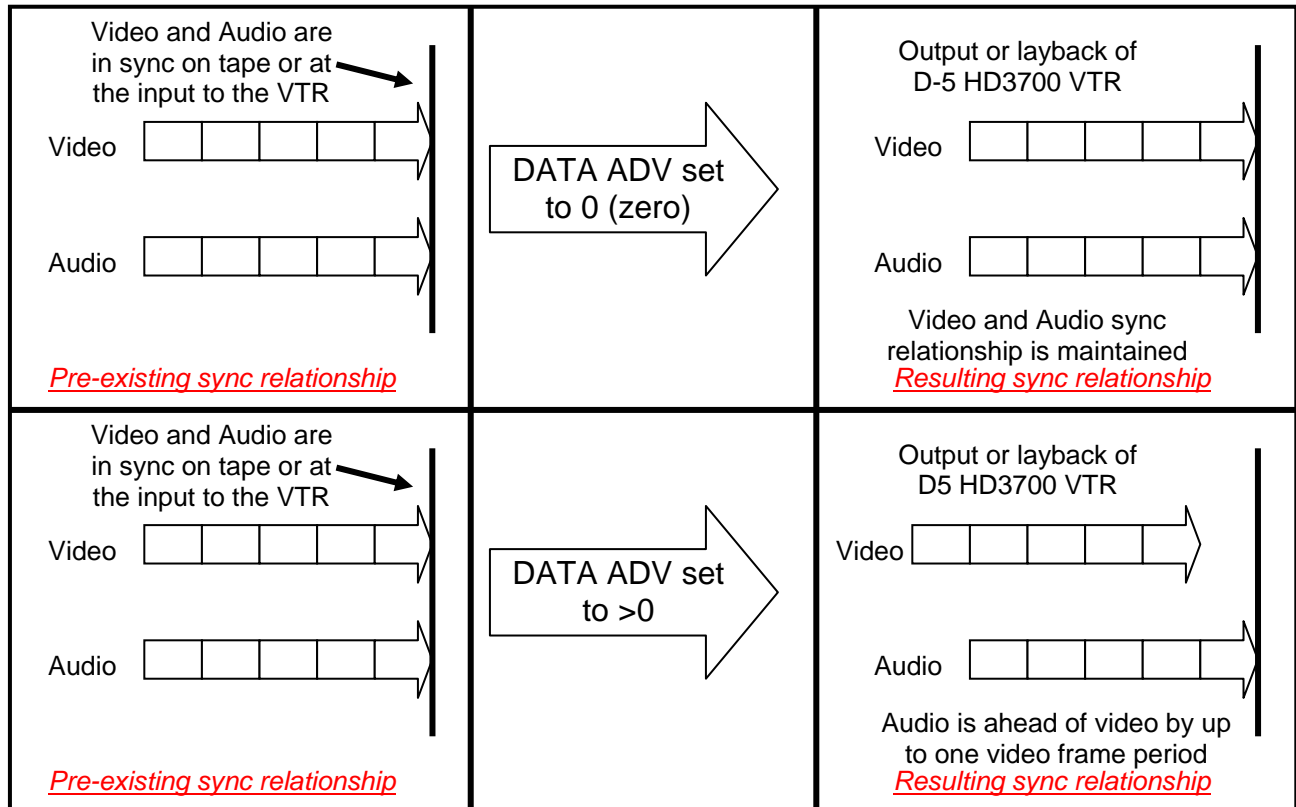 Video and Audio are
in sync on tape or at
the input to the VTR
Video
Audio
Pre-existing sync relationship
DATA ADV set
to 0 (zero)
Output or layback of
D-5 HD3700 VTR
Video
Audio
Video and Audio sync
relationship is maintained
Resulting sync relationship
Video and Audio are
in sync on tape or at
the input to the VTR
Video
Audio
Pre-existing sync relationship
DATA ADV set
to >0
Output or layback of
D5 HD3700 VTR
Video
Audio
Audio is ahead of video by up
to one video frame period
Resulting sync relationship